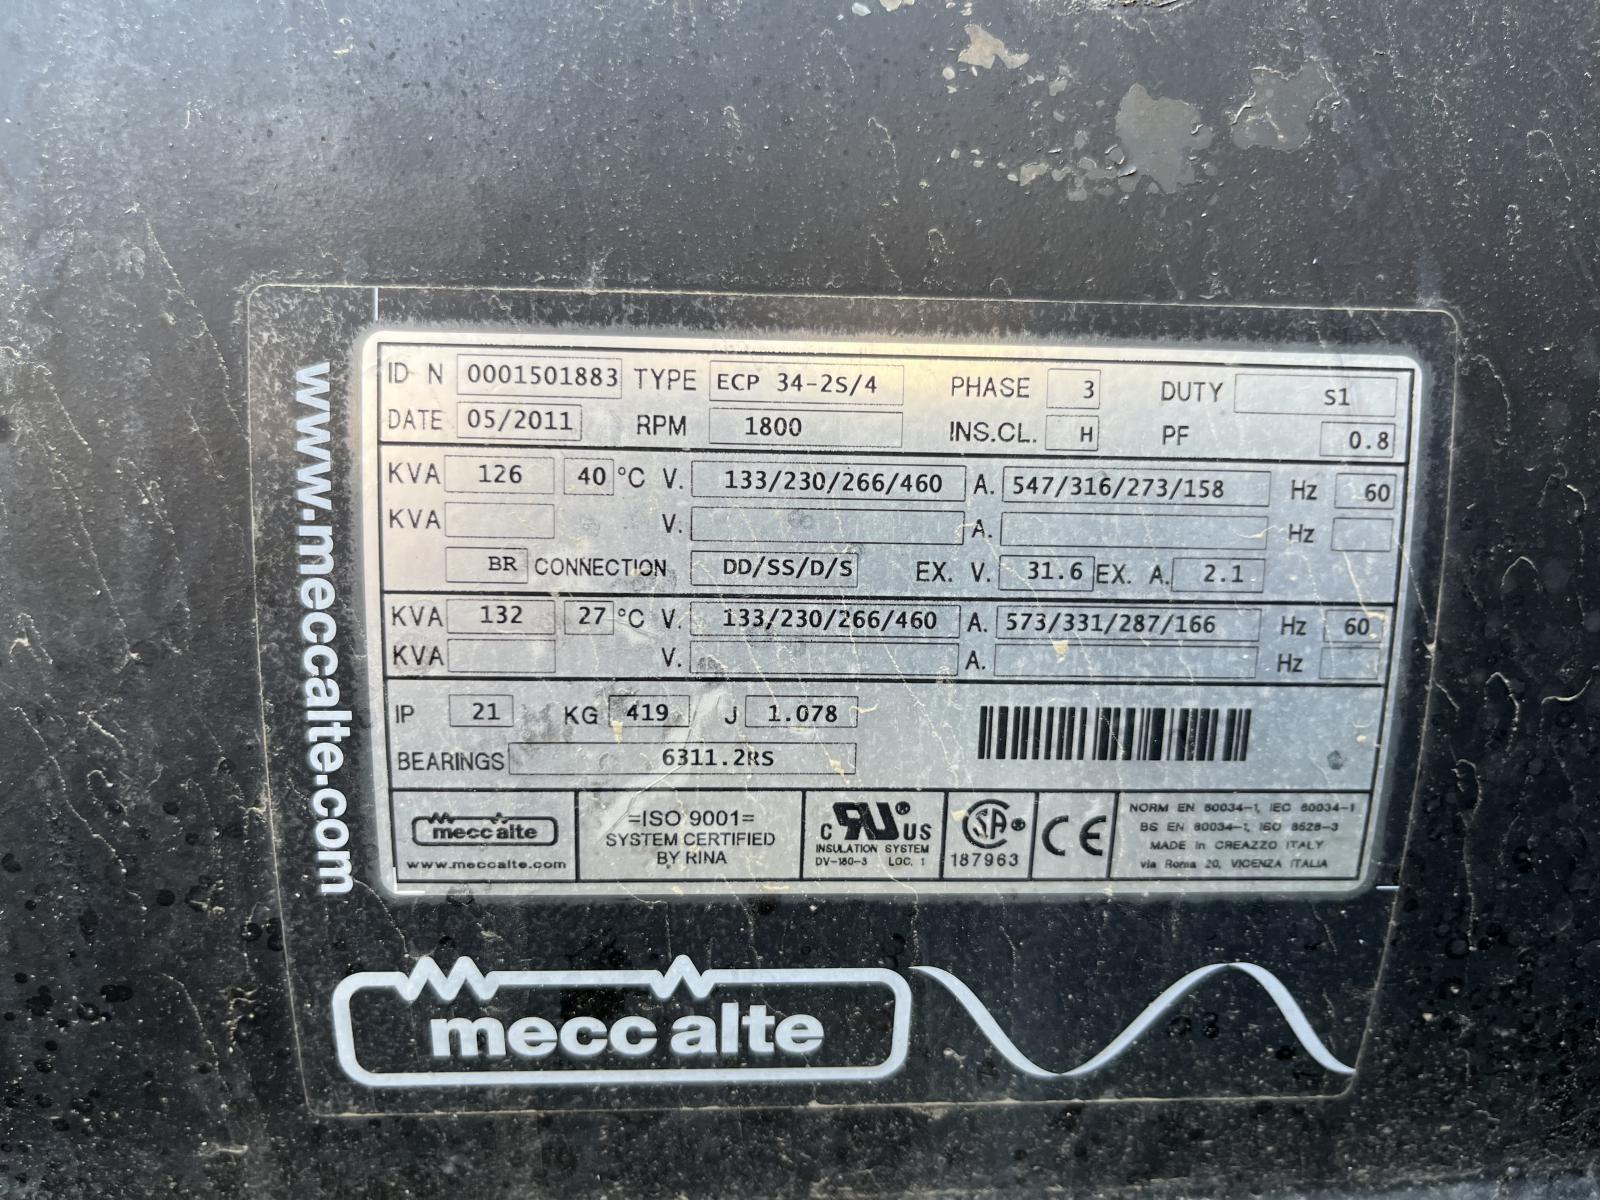 www.meccalte.com
ID N 0001501883 TYPE ECP 34-2S/4 PHASE 3 DUTY S1
DATE 05/2011 RPM 1800 INS.CL. H PF 0.8
KVA 126 40 °C V. 133/230/266/460 A. 547/316/273/158 Hz 60
KVA V. A. Hz
BR CONNECTION DD/SS/D/S EX. V. 31.6 EX. A. 2.1
KVA 132 27 °C V. 133/230/266/460 A. 573/331/287/166 Hz 60
KVA V. A. Hz
IP 21 KG 419 J 1.078
BEARINGS 6311.2RS
mecc alte
www.meccalte.com
=ISO 9001=
SYSTEM CERTIFIED
BY RINA
c RU ® US
INSULATION SYSTEM
DV-180-3 LOC. 1
SA ®
187963
CE
NORM EN 60034-1, IEC 60034-1
BS EN 60034-1, ISO 8528-3
MADE In CREAZZO ITALY
via Roma 20, VICENZA ITALIA
mecc alte